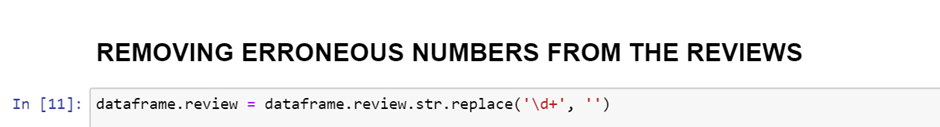 REMOVING ERRONEOUS NUMBERS FROM THE REVIEWS
In [11]: dataframe.review = dataframe.review.str.replace('\d+', '')